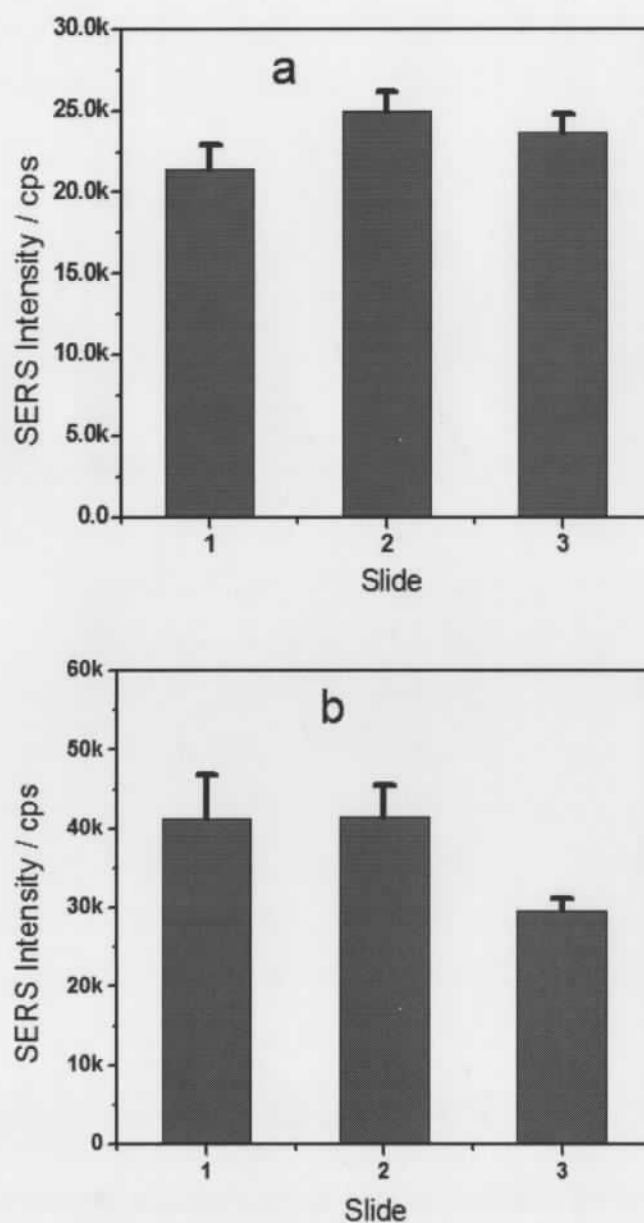 30.0k
a
25.0k
20.0k
15.0k
10.0k
5.0k
0.0
SERS Intensity / cps
1 2 3
Slide
60k
b
50k
40k
30k
20k
10k
0
SERS Intensity / cps
1 2 3
Slide